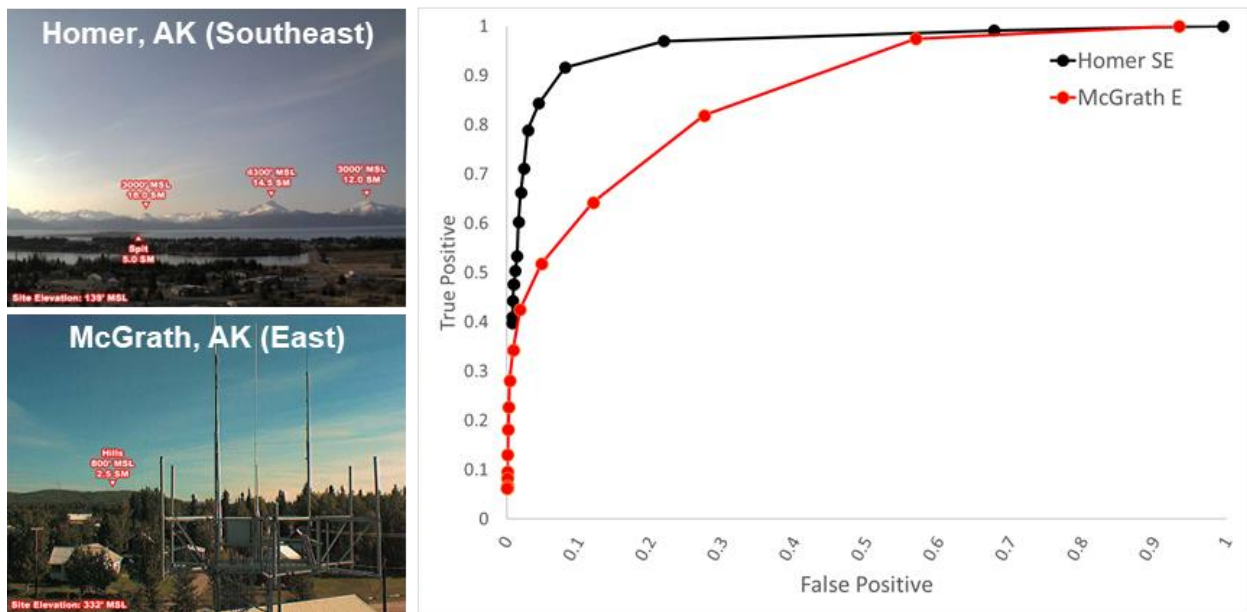 Homer, AK (Southeast)
3000' MSL
16.0 SM
4300' MSL
14.5 SM
3000' MSL
12.0 SM
Spit
5.0 SM
Site Elevation: 139' MSL
McGrath, AK (East)
Hills
800' MSL
2.5 SM
Site Elevation: 332' MSL
True Positive
1
0.9
0.8
0.7
0.6
0.5
0.4
0.3
0.2
0.1
0
Homer SE
McGrath E
0
0.1
0.2
0.3
0.4
0.5
0.6
0.7
0.8
0.9
1
False Positive